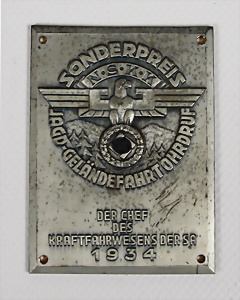 SONDERPREIS
N.S.K.K.
JAGD-GELÄNDEFAHRT OHRDRUF
DER CHEF
DES
KRAFTFAHRWESENS DER SA
1934